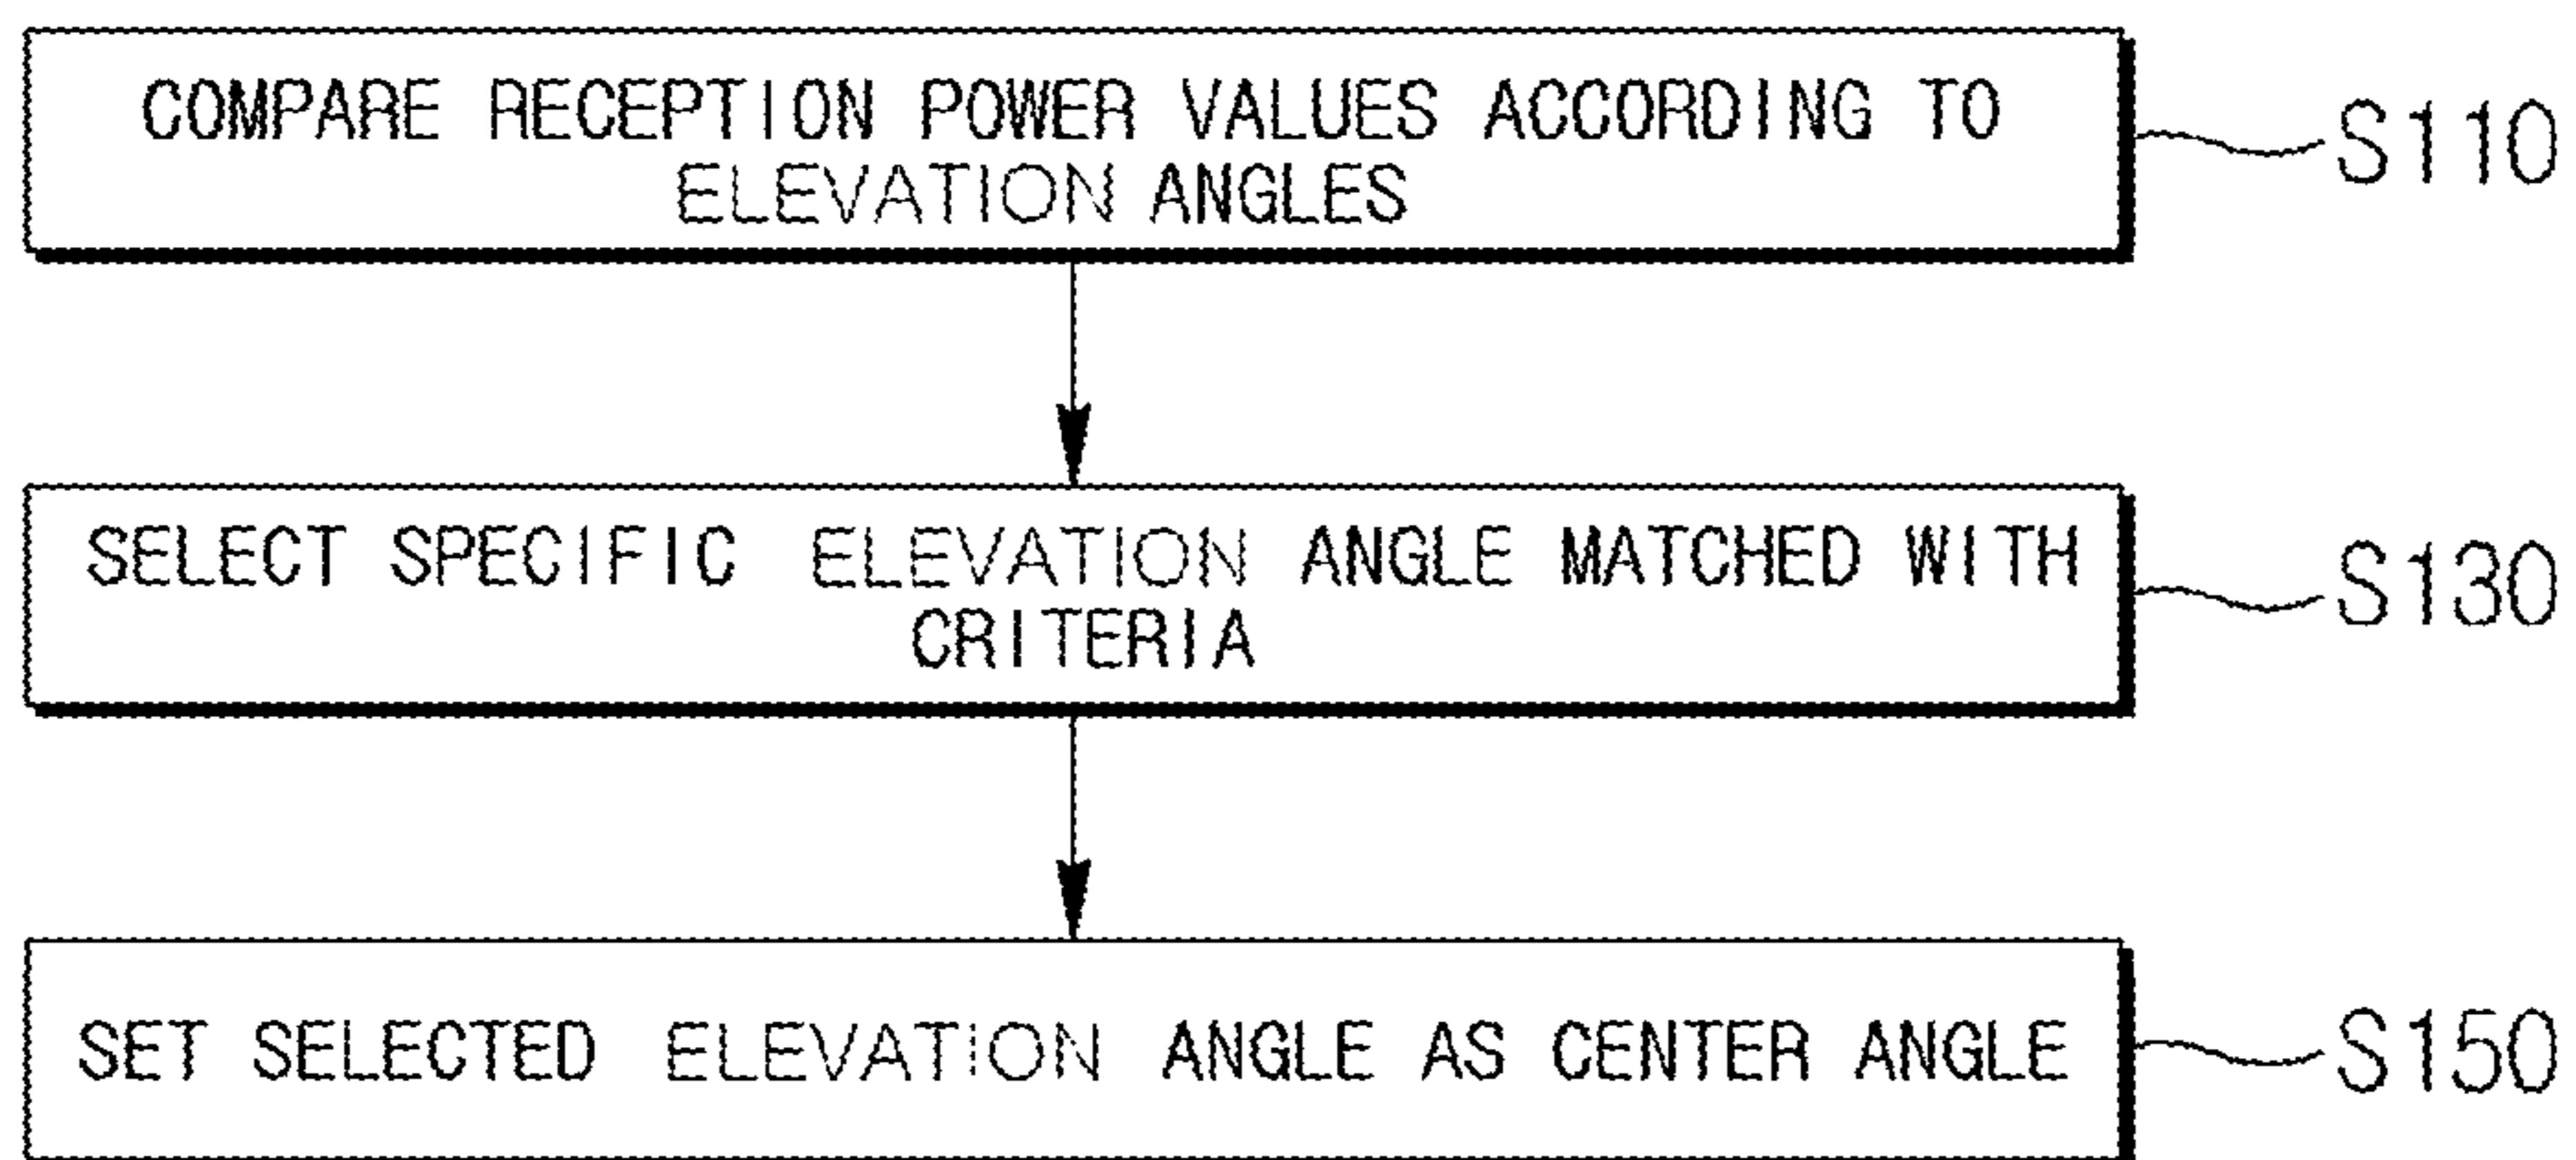 COMPARE RECEPTION POWER VALUES ACCORDING TO
ELEVATION ANGLES
S110
SELECT SPECIFIC ELEVATION ANGLE MATCHED WITH
CRITERIA
S130
SET SELECTED ELEVATION ANGLE AS CENTER ANGLE
S150